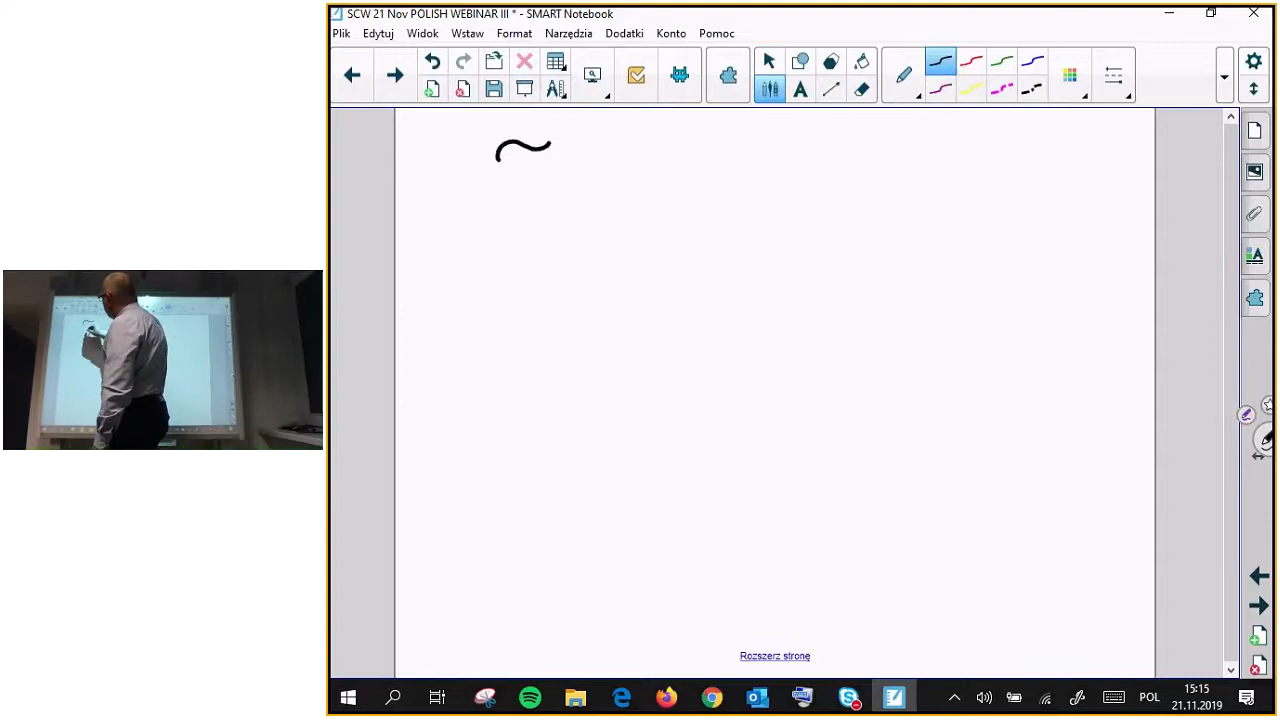 SCW 21 Nov POLISH WEBINAR III * - SMART Notebook
Plik Edytuj Widok Wstaw Format Narzędzia Dodatki Konto Pomoc
Rozszerz stronę
POL
15:15
21.11.2019